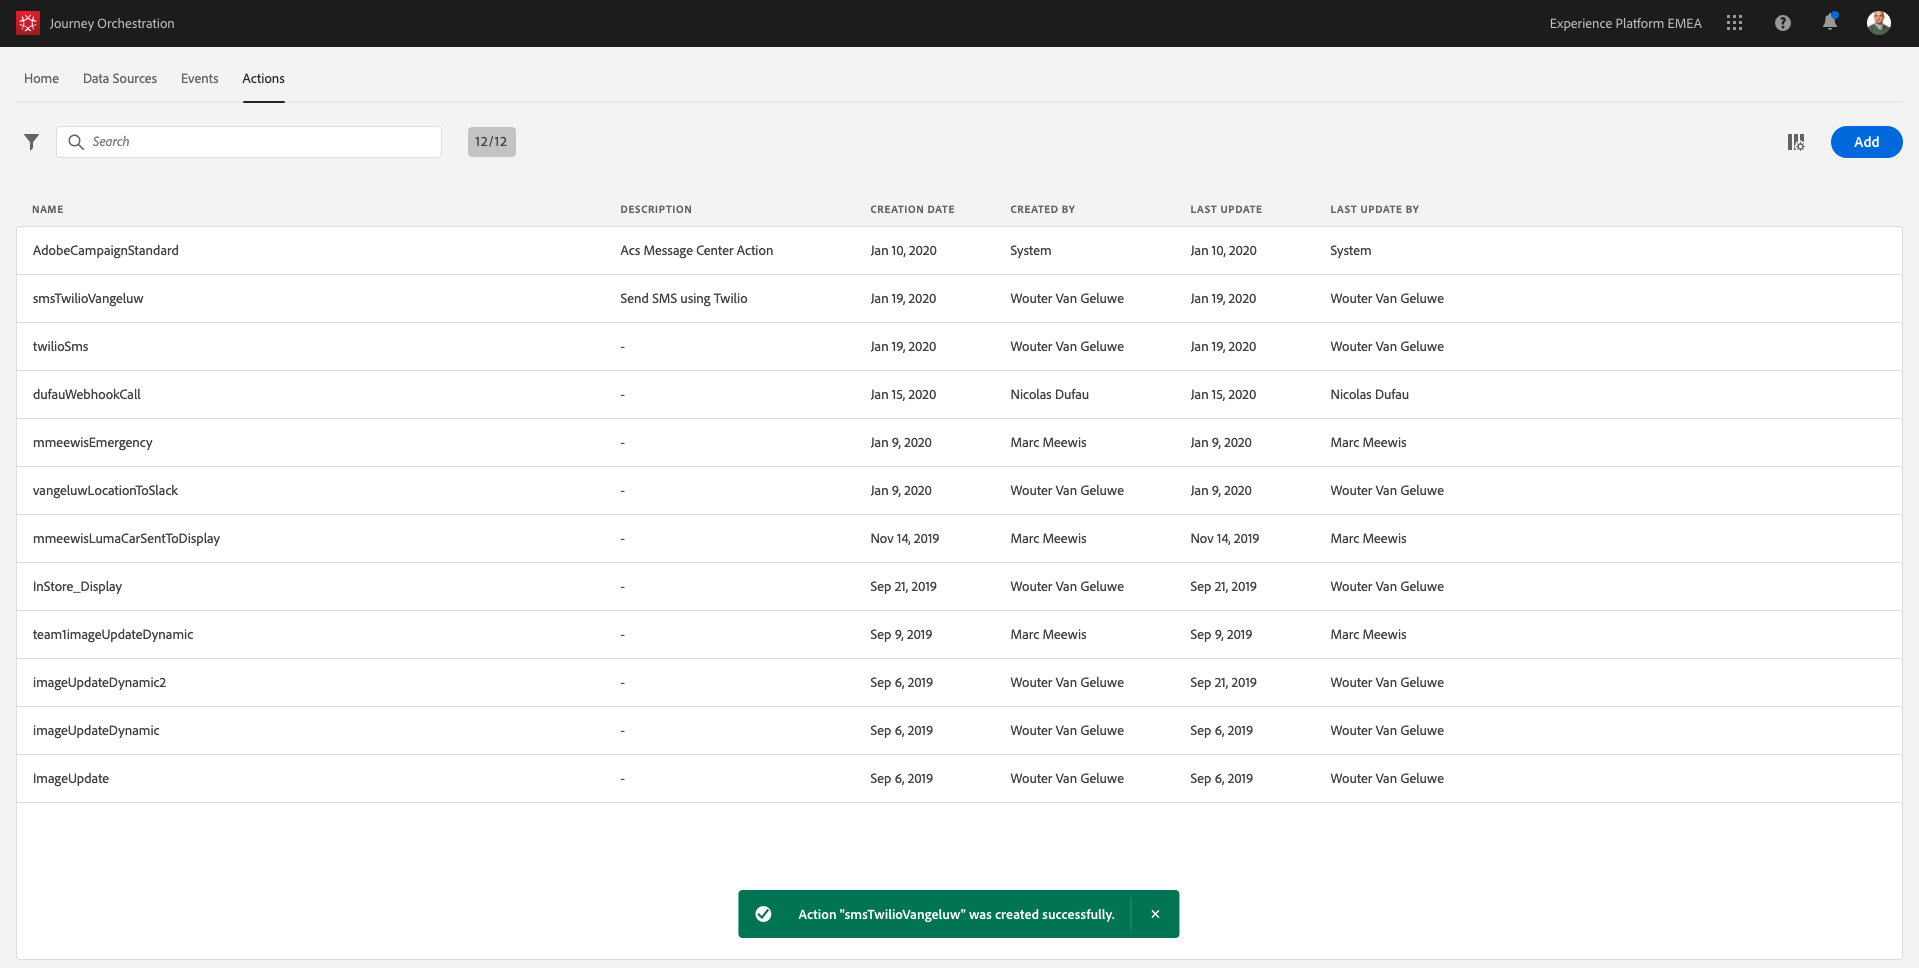 Journey Orchestration
Experience Platform EMEA
Home Data Sources Events Actions
Search
12/12
Add
NAME DESCRIPTION CREATION DATE CREATED BY LAST UPDATE LAST UPDATE BY
AdobeCampaignStandard Acs Message Center Action Jan 10, 2020 System Jan 10, 2020 System
smsTwilioVangeluw Send SMS using Twilio Jan 19, 2020 Wouter Van Geluwe Jan 19, 2020 Wouter Van Geluwe
twilioSms - Jan 19, 2020 Wouter Van Geluwe Jan 19, 2020 Wouter Van Geluwe
dufauWebhookCall - Jan 15, 2020 Nicolas Dufau Jan 15, 2020 Nicolas Dufau
mmeewisEmergency - Jan 9, 2020 Marc Meewis Jan 9, 2020 Marc Meewis
vangeluwLocationToSlack - Jan 9, 2020 Wouter Van Geluwe Jan 9, 2020 Wouter Van Geluwe
mmeewisLumaCarSentToDisplay - Nov 14, 2019 Marc Meewis Nov 14, 2019 Marc Meewis
InStore_Display - Sep 21, 2019 Wouter Van Geluwe Sep 21, 2019 Wouter Van Geluwe
team1imageUpdateDynamic - Sep 9, 2019 Marc Meewis Sep 9, 2019 Marc Meewis
imageUpdateDynamic2 - Sep 6, 2019 Wouter Van Geluwe Sep 21, 2019 Wouter Van Geluwe
imageUpdateDynamic - Sep 6, 2019 Wouter Van Geluwe Sep 6, 2019 Wouter Van Geluwe
ImageUpdate - Sep 6, 2019 Wouter Van Geluwe Sep 6, 2019 Wouter Van Geluwe
Action "smsTwilioVangeluw" was created successfully.